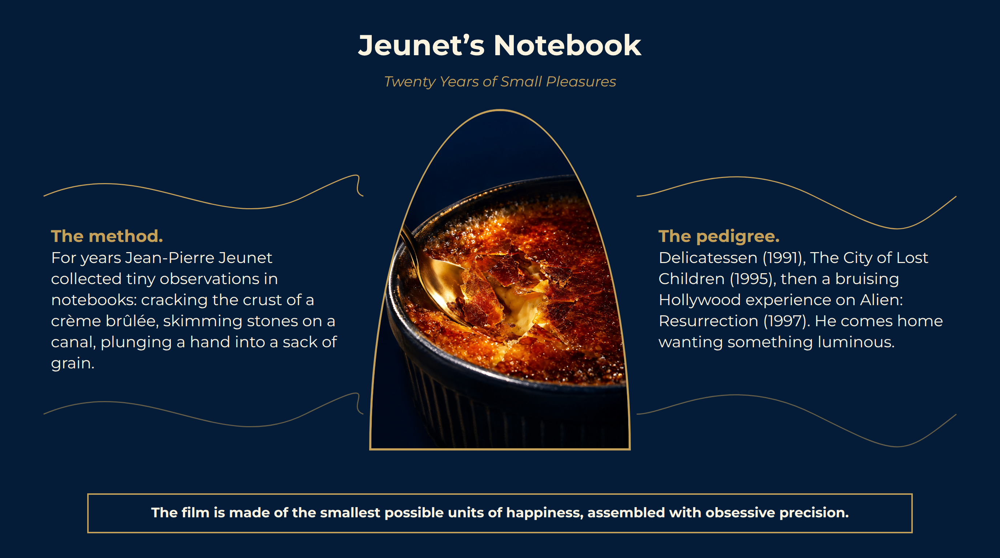 Jeunet’s Notebook
Twenty Years of Small Pleasures
The method.
For years Jean-Pierre Jeunet
collected tiny observations in
notebooks: cracking the crust of a
crème brûlée, skimming stones on a
canal, plunging a hand into a sack of
grain.
The pedigree.
Delicatessen (1991), The City of Lost
Children (1995), then a bruising
Hollywood experience on Alien:
Resurrection (1997). He comes home
wanting something luminous.
The film is made of the smallest possible units of happiness, assembled with obsessive precision.